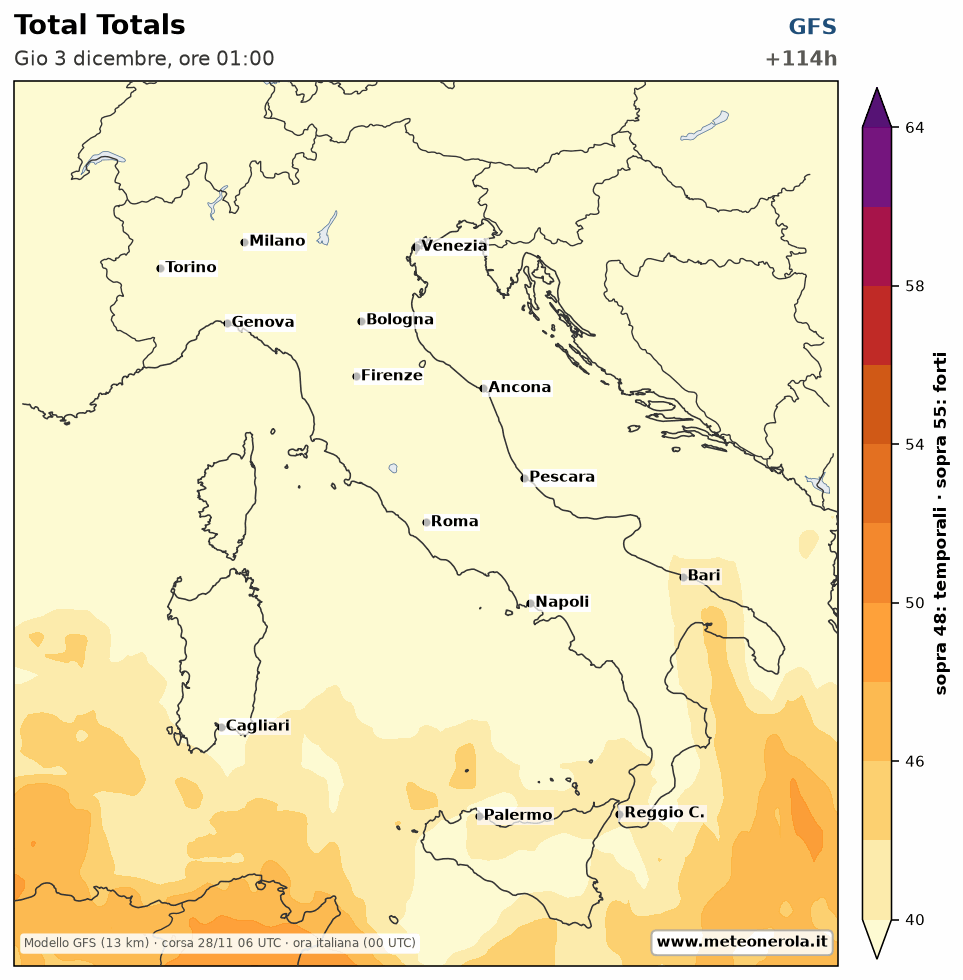 Total Totals
GFS
Gio 3 dicembre, ore 01:00
+114h
Milano
Venezia
Torino
Genova
Bologna
Firenze
Ancona
Pescara
Roma
Bari
Napoli
Cagliari
Palermo
Reggio C.
64
58
54
50
46
40
sopra 48: temporali · sopra 55: forti
Modello GFS (13 km) · corsa 28/11 06 UTC · ora italiana (00 UTC)
www.meteonerola.it